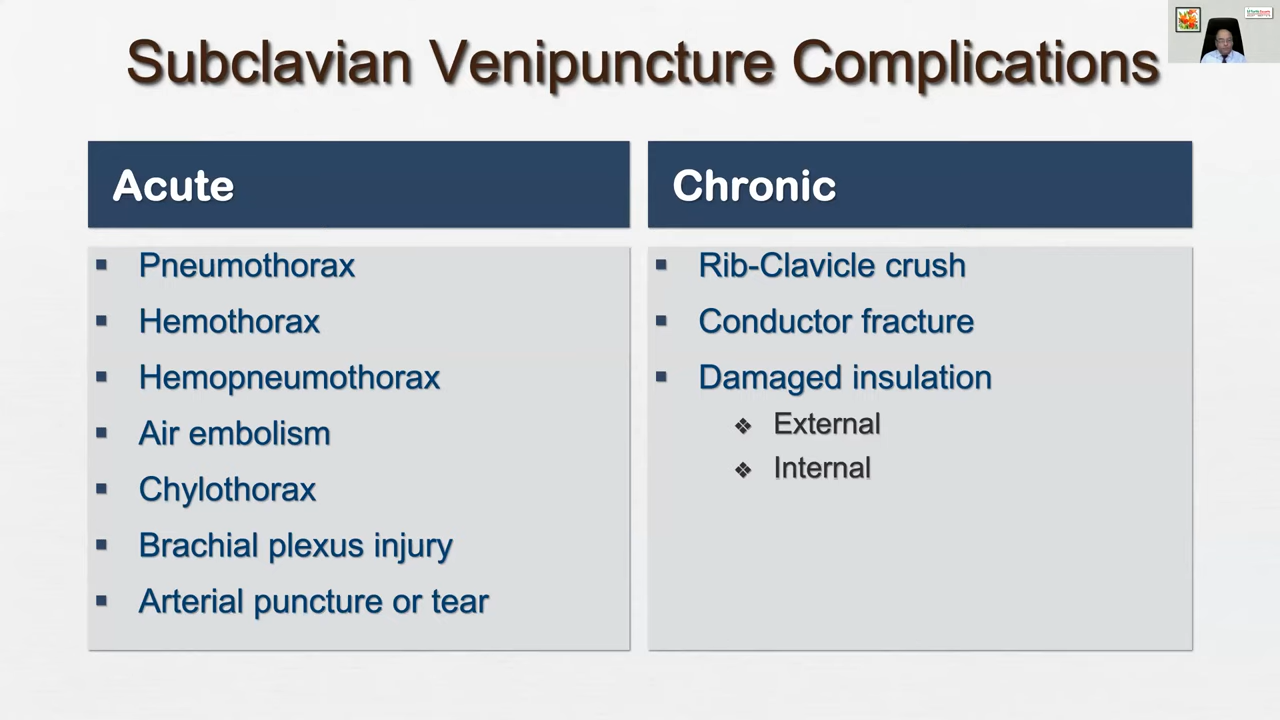 Subclavian Venipuncture Complications
Acute
Pneumothorax
Hemothorax
Hemopneumothorax
Air embolism
Chylothorax
Brachial plexus injury
Arterial puncture or tear
Chronic
Rib-Clavicle crush
Conductor fracture
Damaged insulation
External
Internal